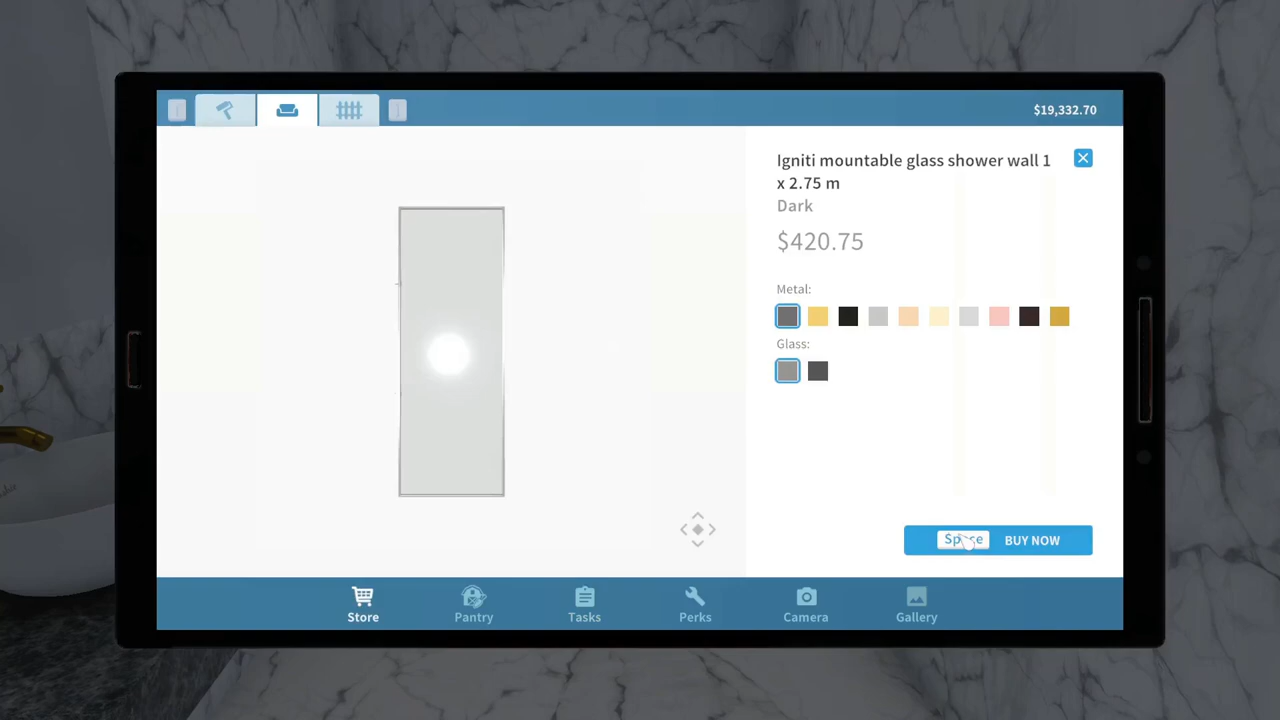 $19,332.70
Igniti mountable glass shower wall 1
x 2.75 m
Dark
$420.75
Metal:
Glass:
Space BUY NOW
Store Pantry Tasks Perks Camera Gallery